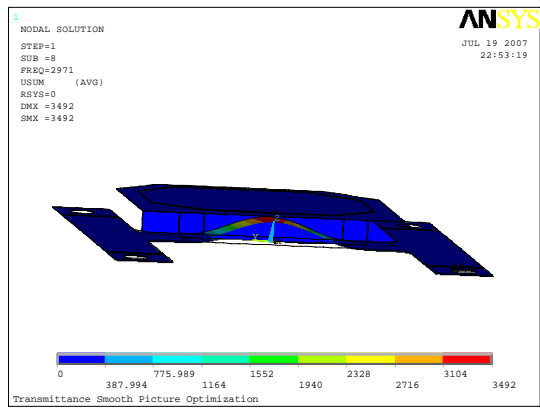 1
ANSYS
NODAL SOLUTION
JUL 19 2007
22:53:19
STEP=1
SUB =8
FREQ=2971
USUM (AVG)
RSYS=0
DMX =3492
SMX =3492
Z
Y
0 775.989 1552 2328 3104
387.994 1164 1940 2716 3492
Transmittance Smooth Picture Optimization